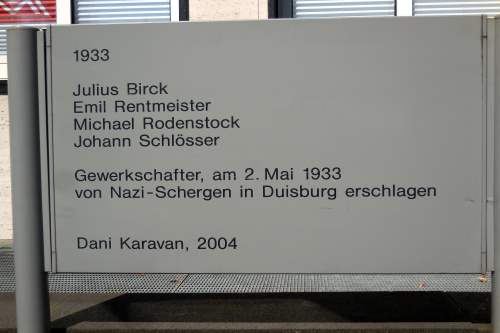 1933
Julius Birck
Emil Rentmeister
Michael Rodenstock
Johann Schlösser
Gewerkschafter, am 2. Mai 1933
von Nazi-Schergen in Duisburg erschlagen
Dani Karavan, 2004